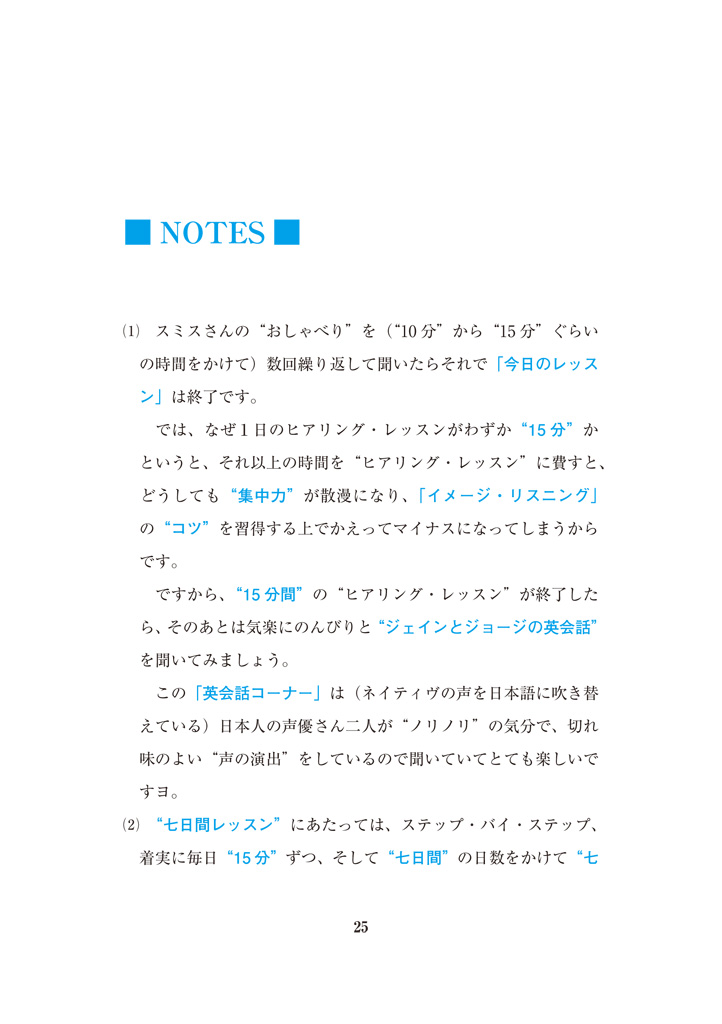 ■ NOTES ■
⑴　スミスさんの“おしゃべり”を（“10 分”から“15 分”ぐらい
の時間をかけて）数回繰り返して聞いたらそれで「今日のレッス
ン」は終了です。
では、なぜ１日のヒアリング・レッスンがわずか“15 分”か
というと、それ以上の時間を“ヒアリング・レッスン”に費すと、
どうしても“集中力”が散漫になり、「イメージ・リスニング」
の“コツ”を習得する上でかえってマイナスになってしまうから
です。
ですから、“15 分間”の“ヒアリング・レッスン”が終了した
ら、そのあとは気楽にのんびりと“ジェインとジョージの英会話”
を聞いてみましょう。
この「英会話コーナー」は（ネイティヴの声を日本語に吹き替
えている）日本人の声優さん二人が“ノリノリ”の気分で、切れ
味のよい“声の演出”をしているので聞いていてとても楽しいで
すヨ。
⑵　“七日間レッスン”にあたっては、ステップ・バイ・ステップ、
着実に毎日“15 分”ずつ、そして“七日間”の日数をかけて“七
25